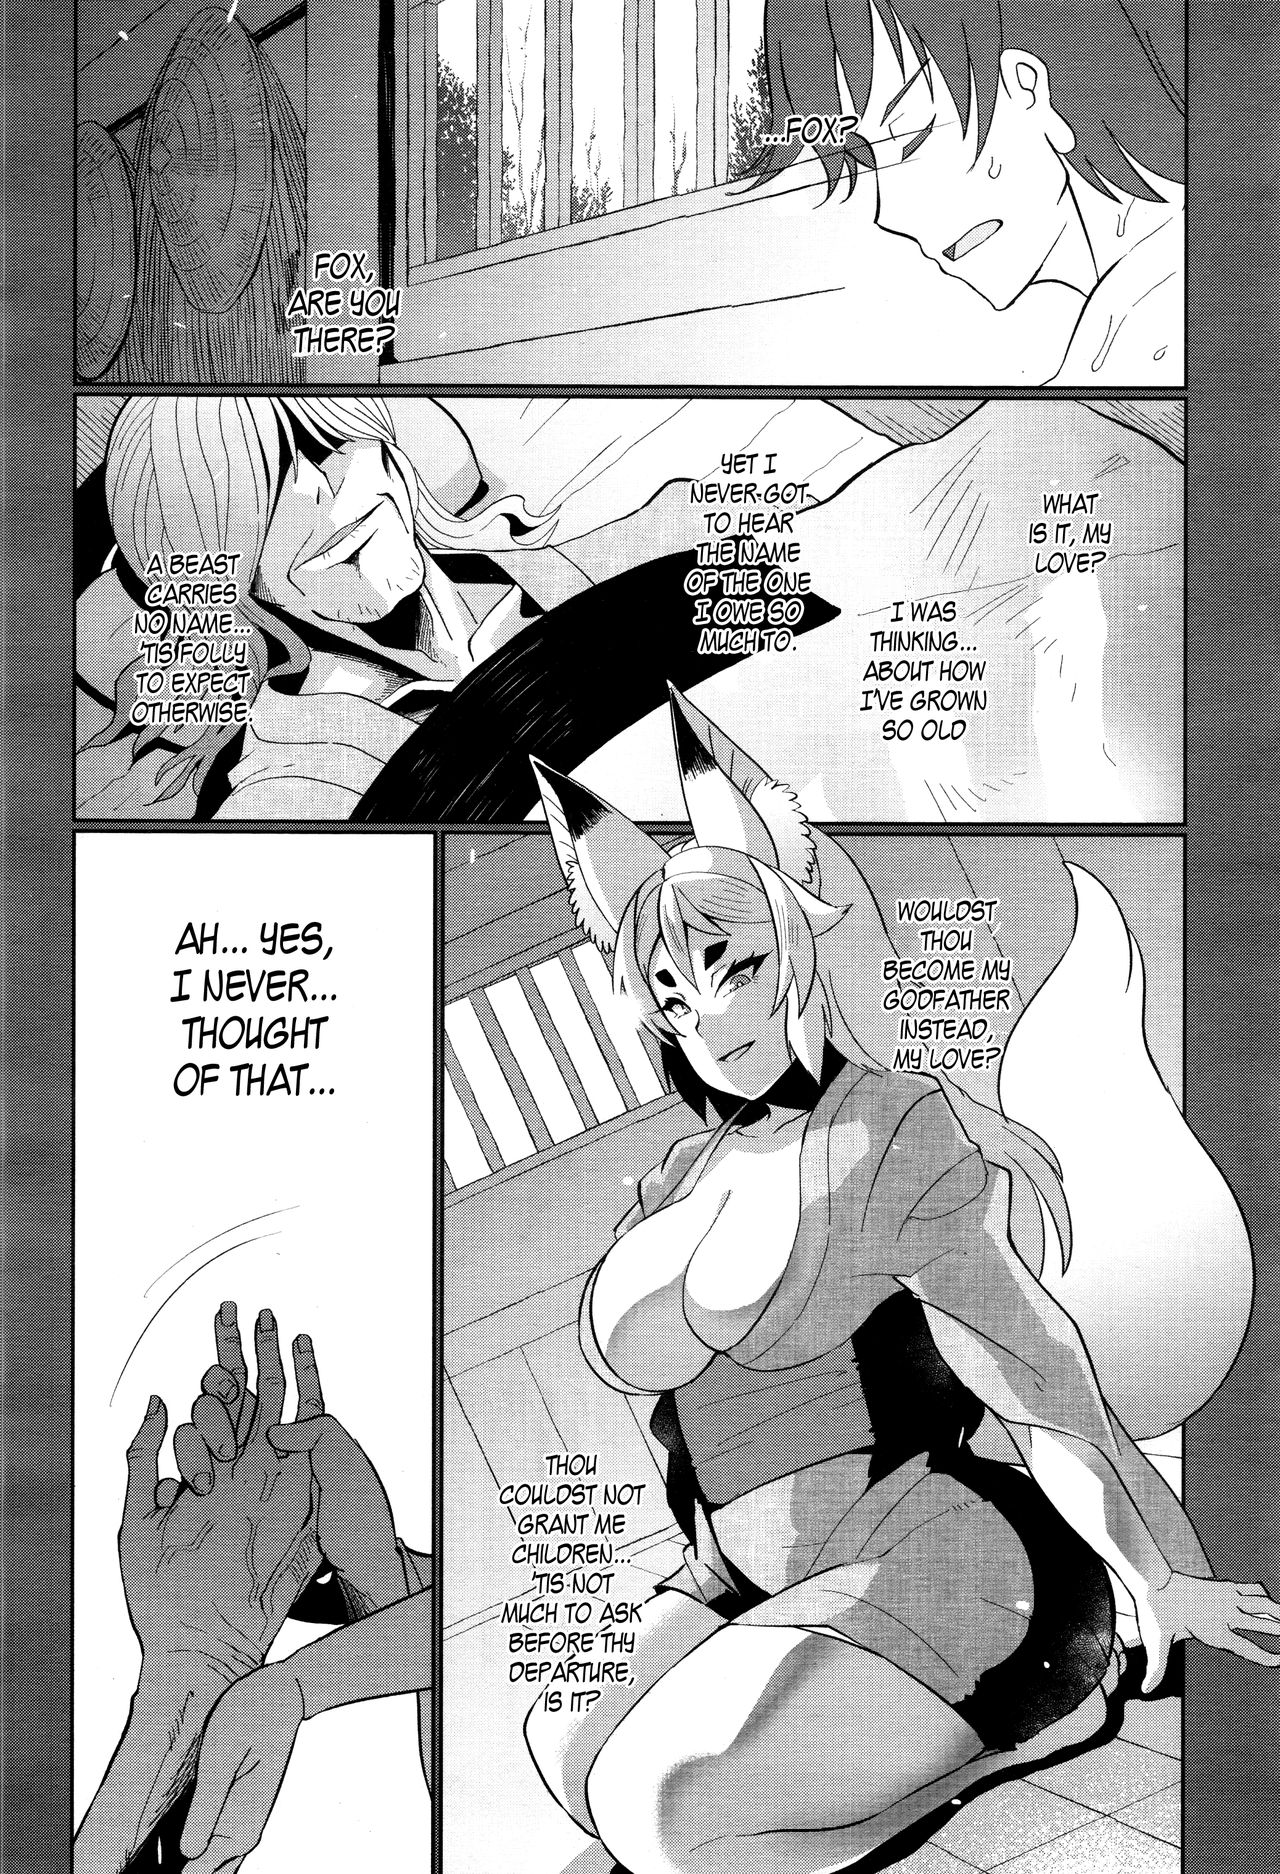 ...FOX?
FOX,
ARE YOU
THERE?
WHAT
IS IT, MY
LOVE?
I WAS
THINKING...
ABOUT HOW
I'VE GROWN
SO OLD
YET I
NEVER GOT
TO HEAR
THE NAME
OF THE ONE
I OWE SO
MUCH TO.
A BEAST
CARRIES
NO NAME...
'TIS FOLLY
TO EXPECT
OTHERWISE.
WOULDST
THOU
BECOME MY
GODFATHER
INSTEAD,
MY LOVE?
THOU
COULDST NOT
GRANT ME
CHILDREN...
'TIS NOT
MUCH TO ASK
BEFORE THY
DEPARTURE,
IS IT?
AH... YES,
I NEVER...
THOUGHT
OF THAT...